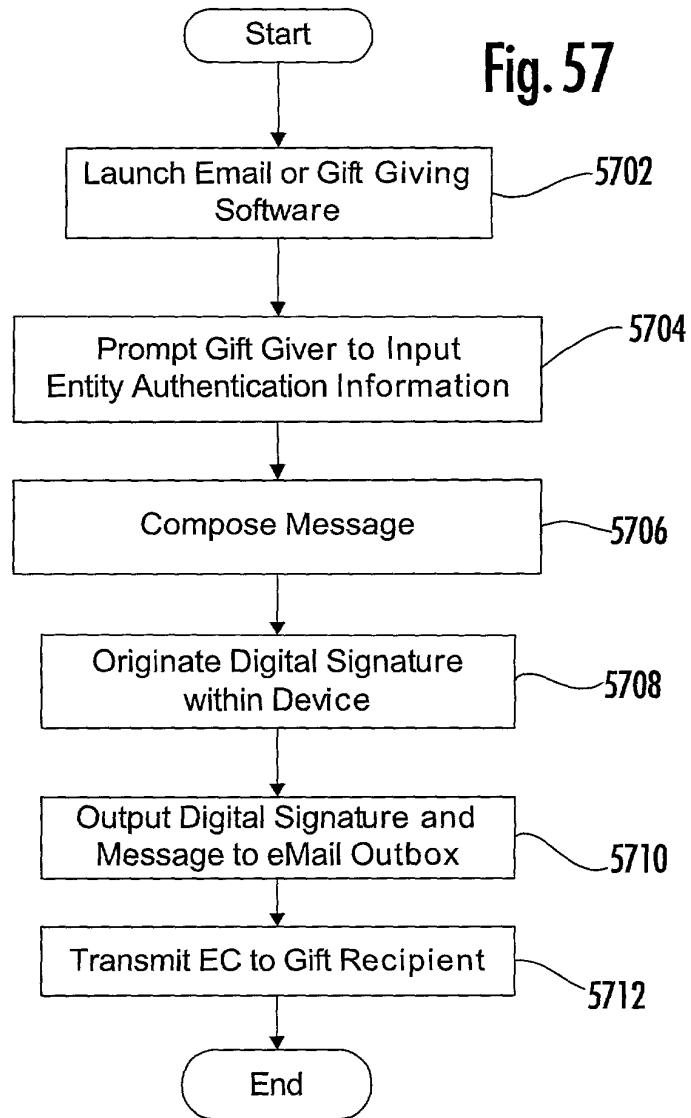 Start
Fig. 57
Launch Email or Gift Giving
Software
5702
Prompt Gift Giver to Input
Entity Authentication Information
5704
Compose Message
5706
Originate Digital Signature
within Device
5708
Output Digital Signature and
Message to eMail Outbox
5710
Transmit EC to Gift Recipient
5712
End